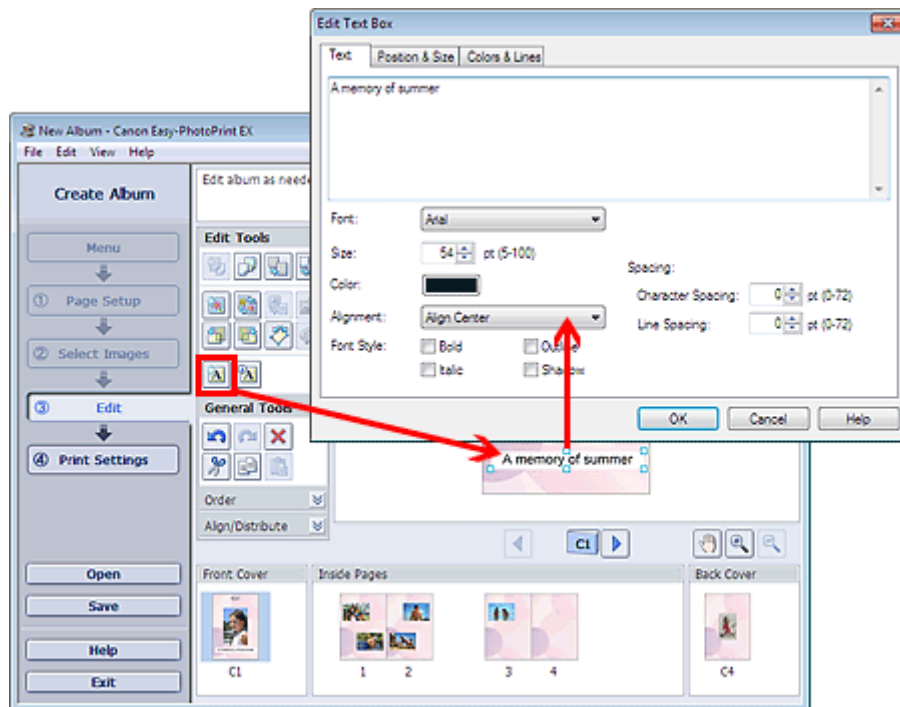 Edit Text Box
Text Position & Size Colors & Lines
A memory of summer
Font: Arial
Size: 54 pt (5-100)
Color:
Spacing:
Character Spacing: 0 pt (0-72)
Alignment: Align Center
Line Spacing: 0 pt (0-72)
Font Style: Bold Outline
Italic Shadow
OK Cancel Help
New Album - Canon Easy-PhotoPrint EX
File Edit View Help
Create Album
Edit album as neede
Menu
① Page Setup
② Select Images
③ Edit
④ Print Settings
Open
Save
Help
Exit
Edit Tools
A A
General Tools
Order
Align/Distribute
A memory of summer
C1
Front Cover Inside Pages Back Cover
C1 1 2 3 4 C4